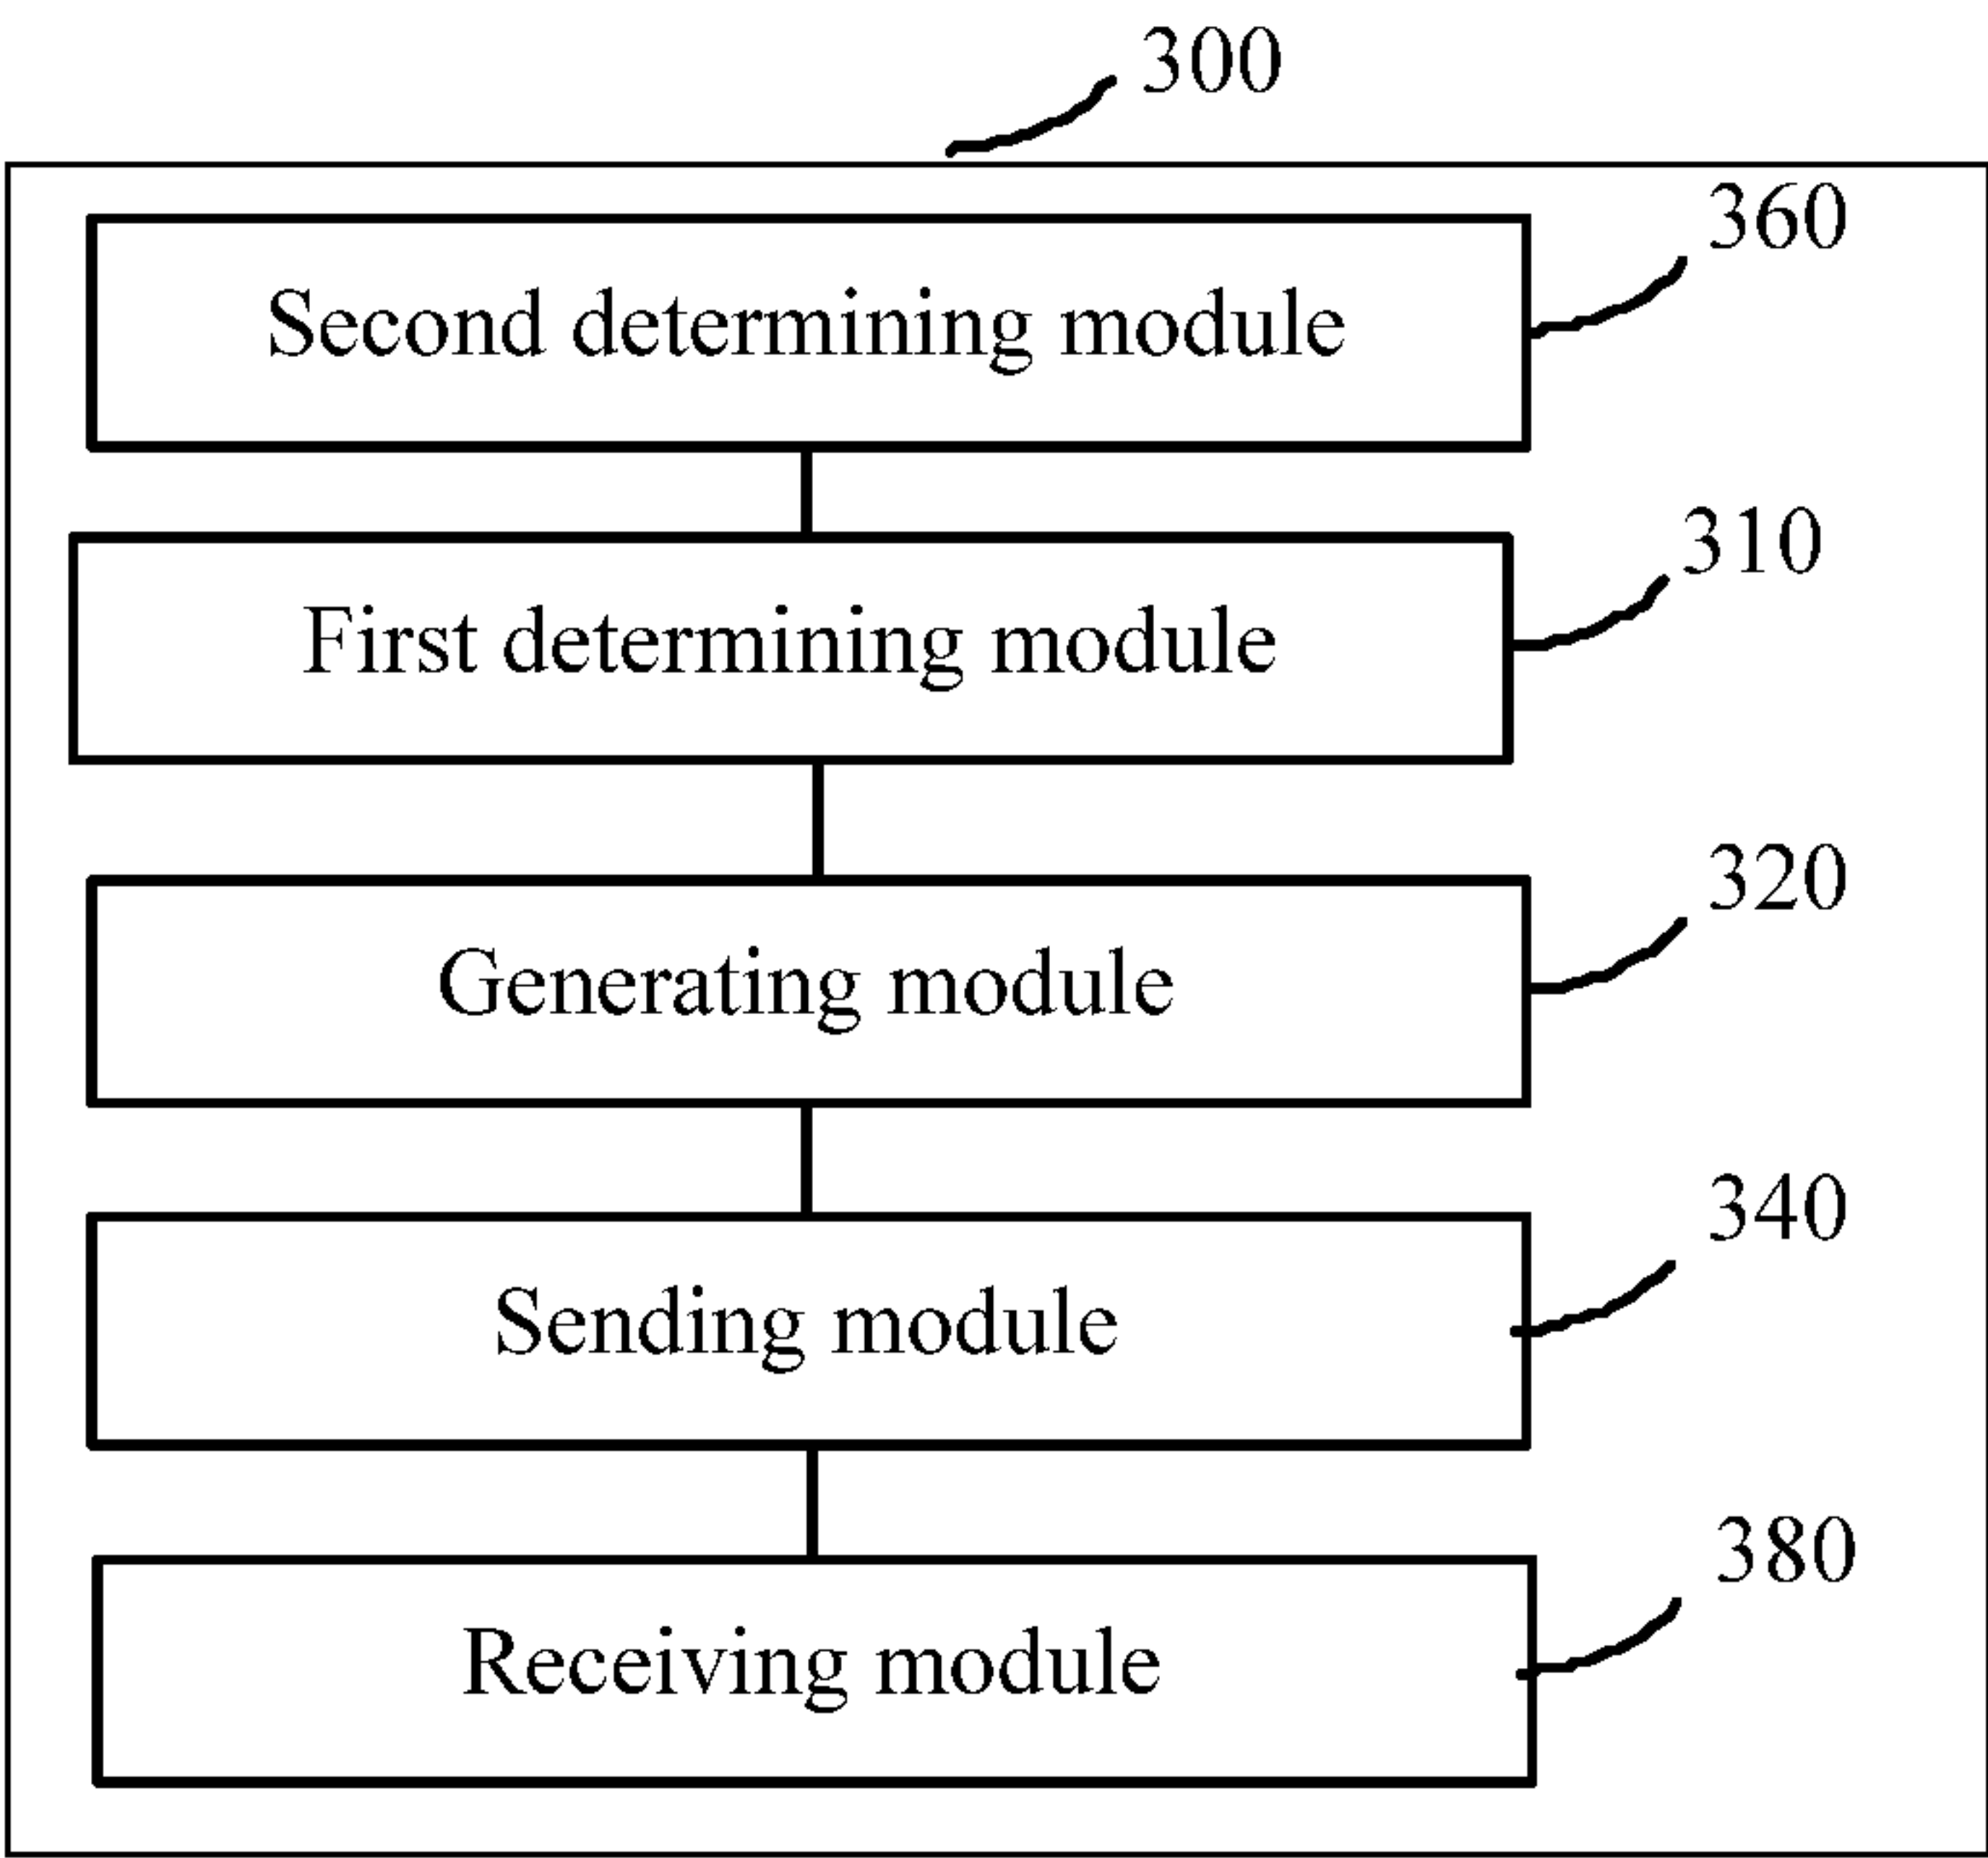 300
360
Second determining module
310
First determining module
320
Generating module
340
Sending module
380
Receiving module